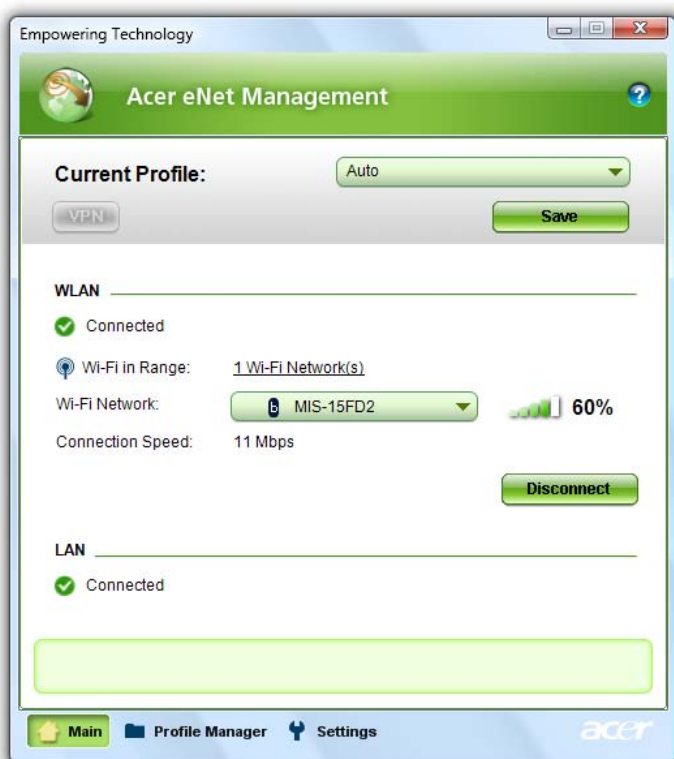 Empowering Technology
Acer eNet Management
Current Profile:
Auto
VPN
Save
WLAN
Connected
Wi-Fi in Range: 1 Wi-Fi Network(s)
Wi-Fi Network: b MIS-15FD2 60%
Connection Speed: 11 Mbps
Disconnect
LAN
Connected
Main Profile Manager Settings acer